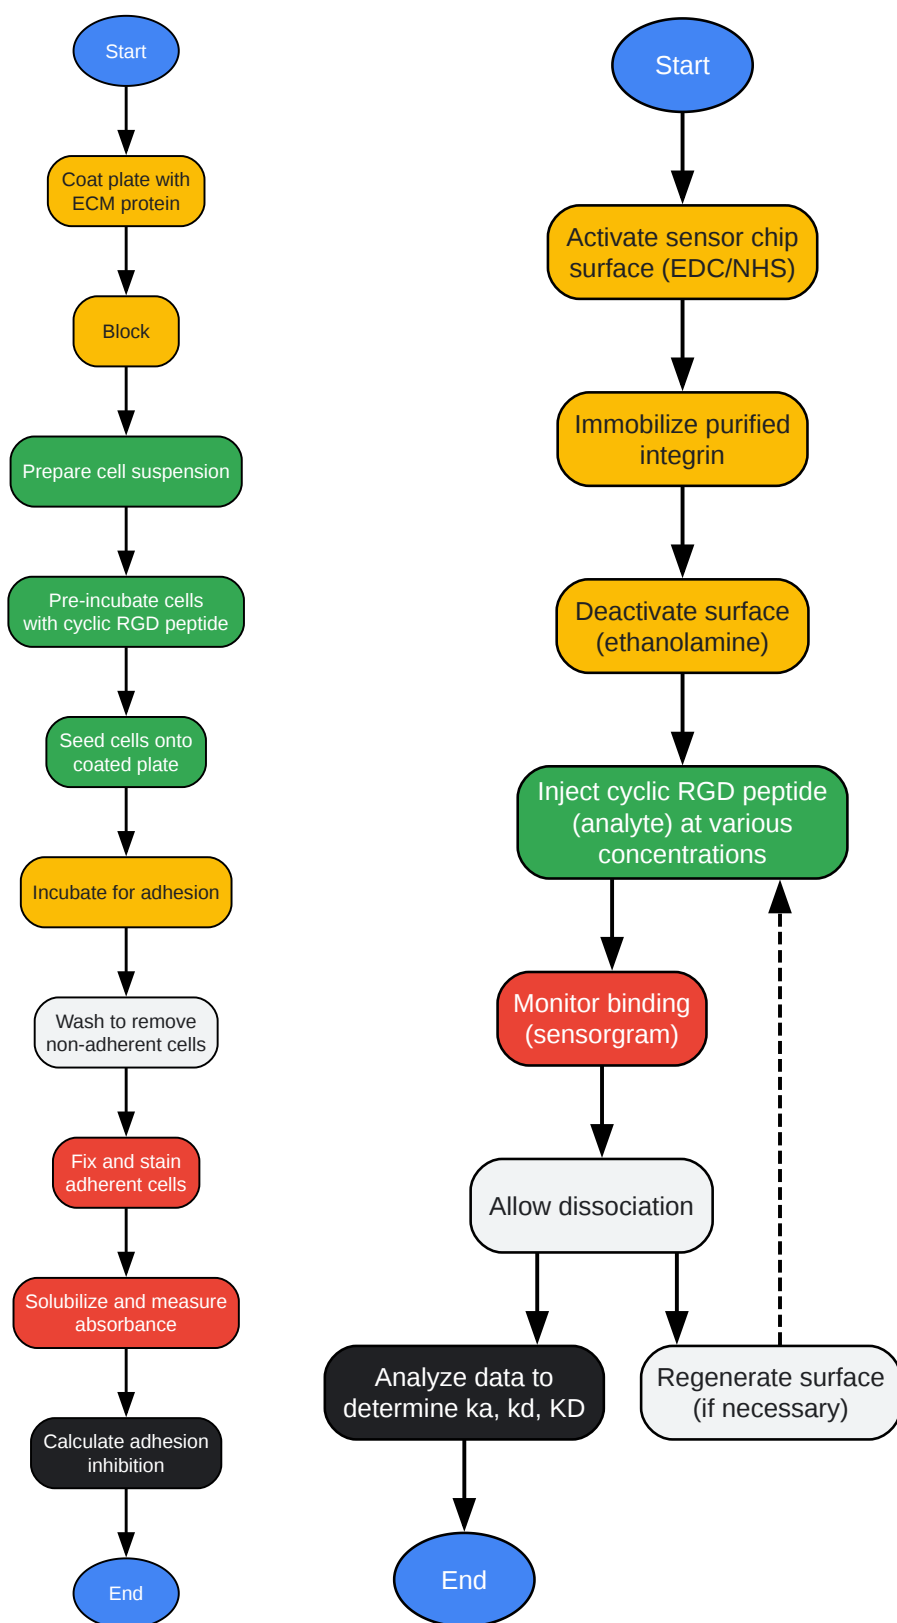 Start
Coat plate with
ECM protein
Block
Prepare cell suspension
Pre-incubate cells
with cyclic RGD peptide
Seed cells onto
coated plate
Incubate for adhesion
Wash to remove
non-adherent cells
Fix and stain
adherent cells
Solubilize and measure
absorbance
Calculate adhesion
inhibition
End
Start
Activate sensor chip
surface (EDC/NHS)
Immobilize purified
integrin
Deactivate surface
(ethanolamine)
Inject cyclic RGD peptide
(analyte) at various
concentrations
Monitor binding
(sensorgram)
Allow dissociation
Analyze data to
determine ka, kd, KD
Regenerate surface
(if necessary)
End